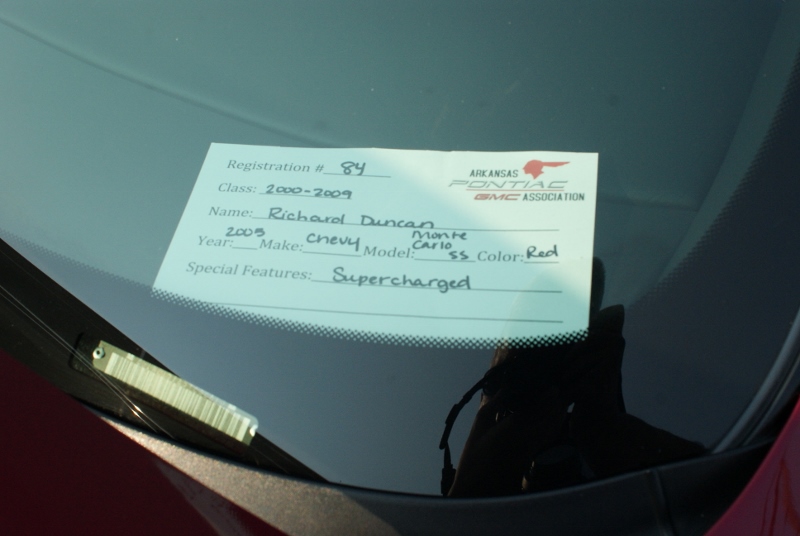 Registration # 84
ARKANSAS
PONTIAC
GMC ASSOCIATION
Class: 2000-2009
Name: Richard Duncan
Year: 2005 Make: Chevy Model: Monte Carlo SS Color: Red
Special Features: Supercharged